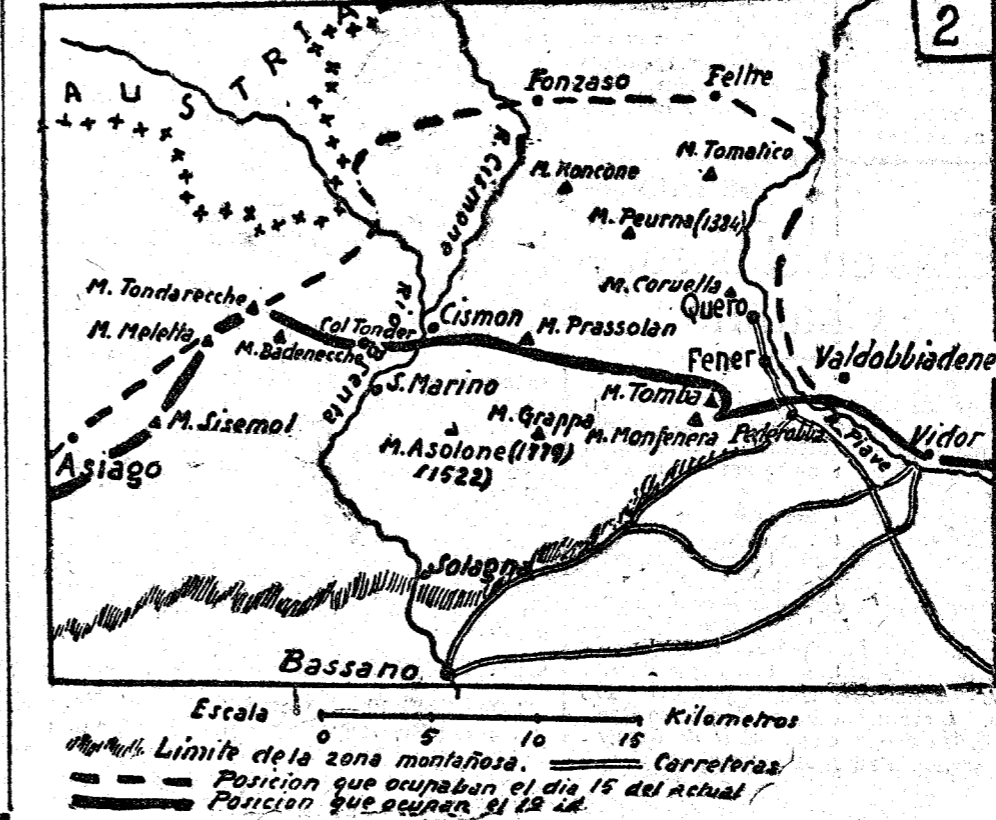 2
AUSTRIA
Fonzaso
Feltre
R. Cismone
M. Roncone
M. Tomatico
M. Peurna (1384)
M. Tondarecche
M. Coruella
Quero
M. Meletta
Col Tonder
Cismon
M. Prassolan
M. Badenecche
Rio Brenta
Fener
Valdobbiadene
S. Marino
M. Tomba
M. Sisemol
M. Grappa
(1779)
M. Monfenera
Pederobba
R. Piave
Vidor
M. Asolone
(1522)
Asiago
Solagna
Bassano
Escala
Kilometros
0 5 10 15
Limite de la zona montañosa.
Carreteras
Posicion que ocupaban el dia 15 del actual
Posicion que ocupan el 19 id.